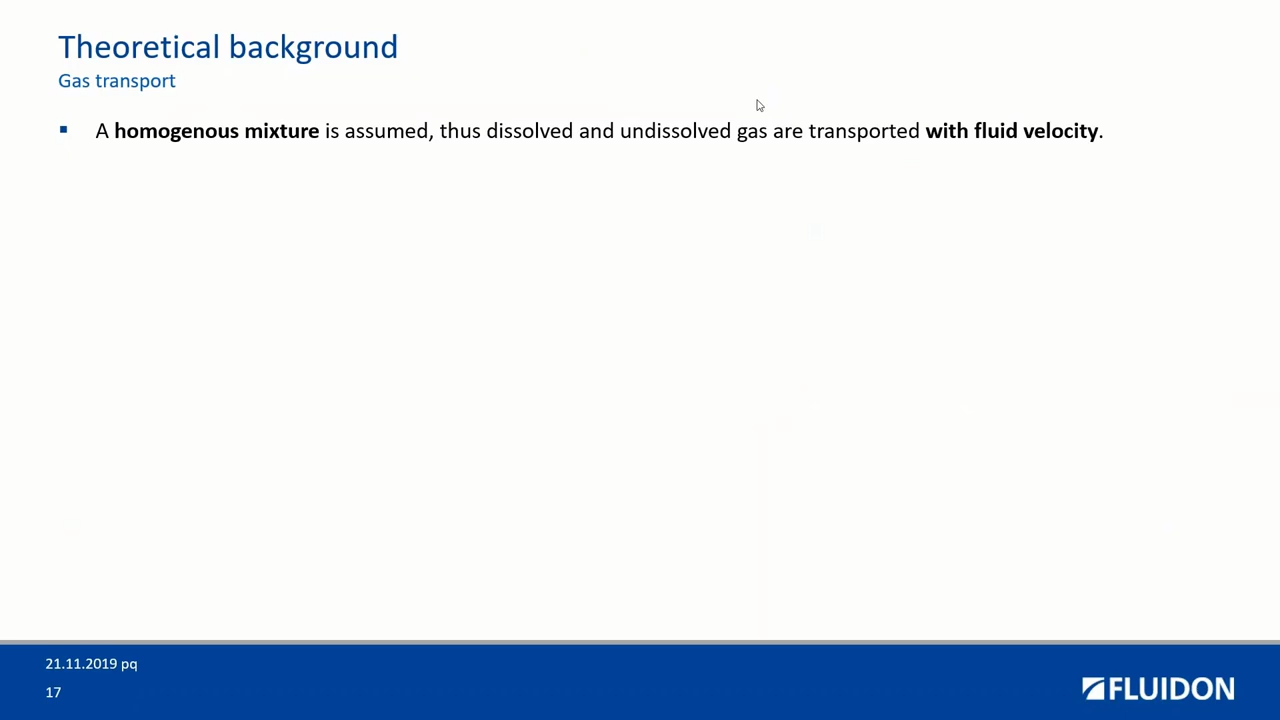 Theoretical background
Gas transport
▪ A homogenous mixture is assumed, thus dissolved and undissolved gas are transported with fluid velocity.
21.11.2019 pq
17
FLUIDON